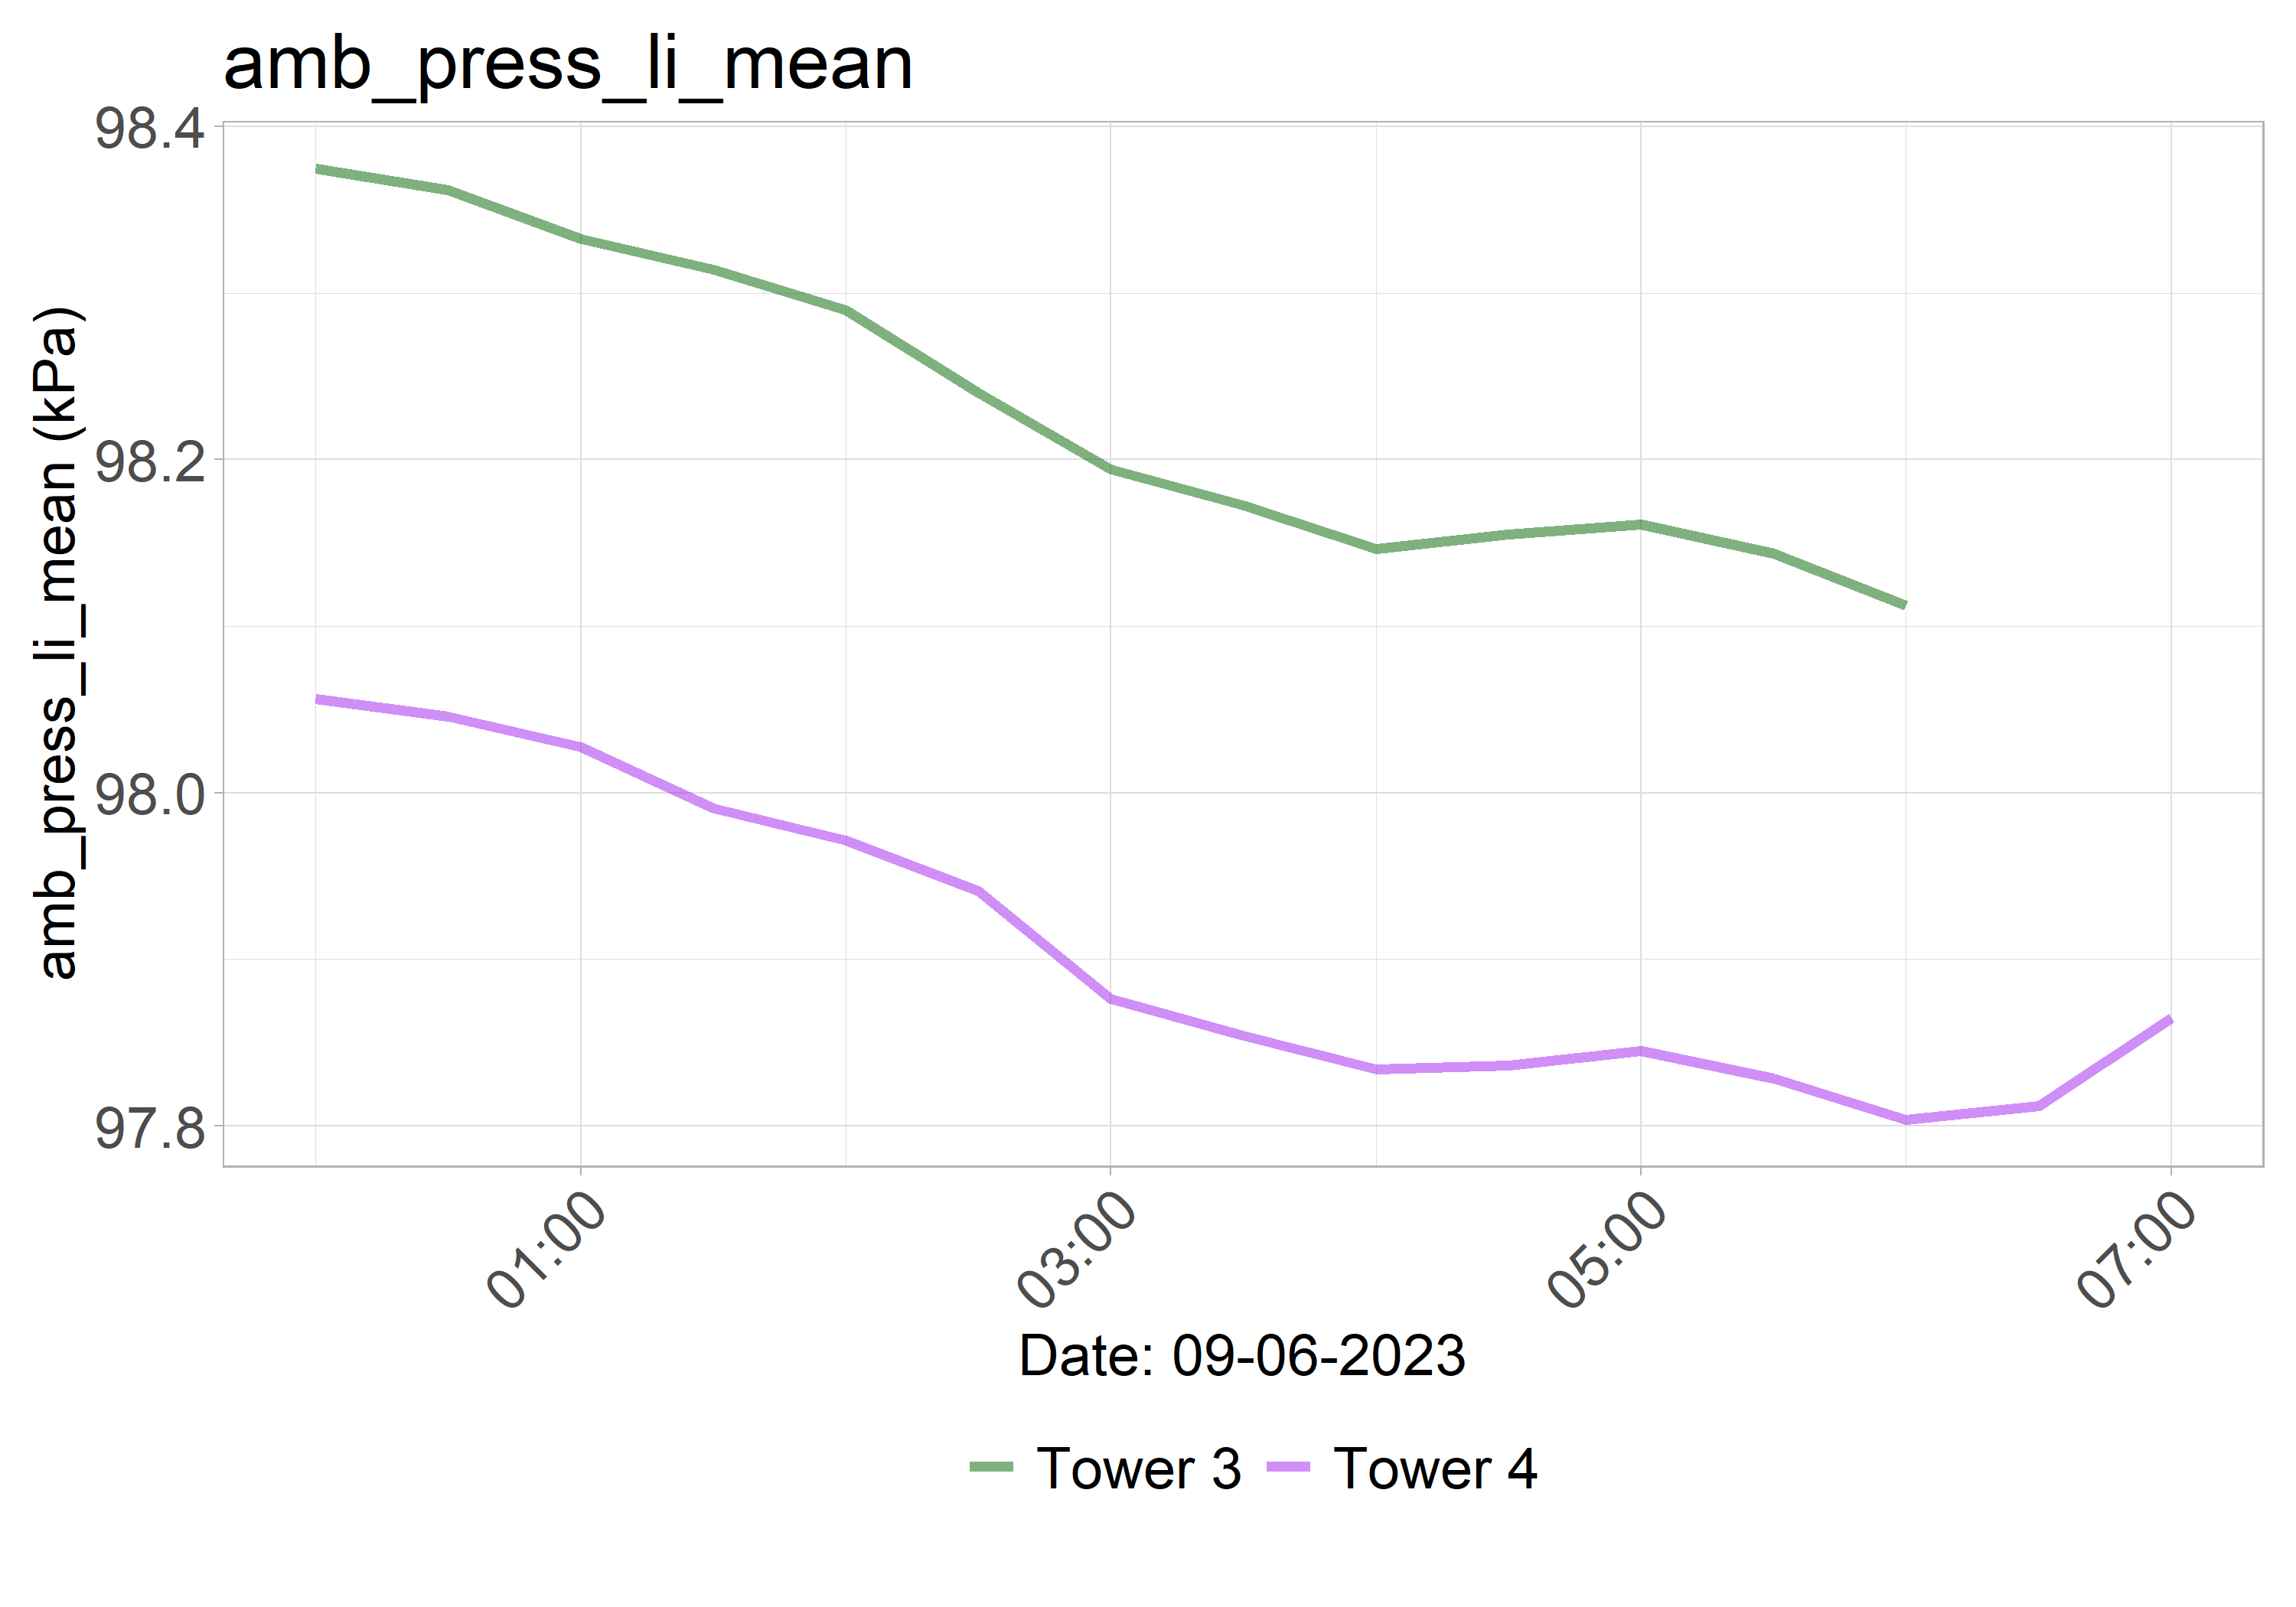 amb_press_li_mean
amb_press_li_mean (kPa)
98.4
98.2
98.0
97.8
01:00
03:00
05:00
07:00
Date: 09-06-2023
Tower 3
Tower 4